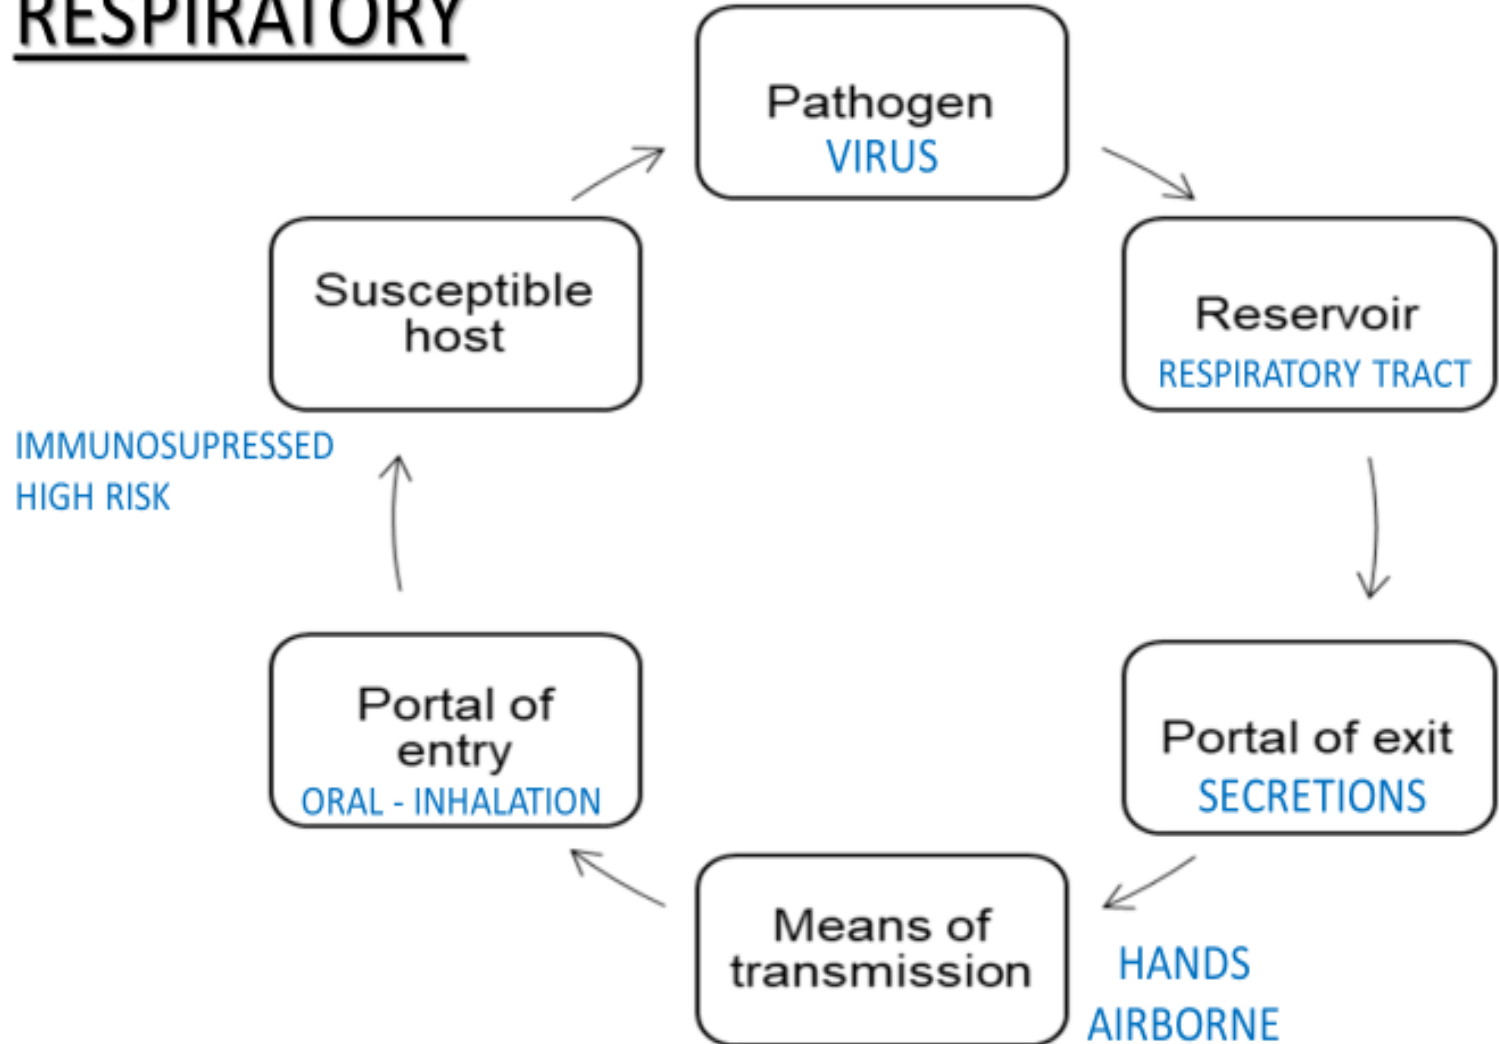 RESPIRATORY
Pathogen
VIRUS
Reservoir
RESPIRATORY TRACT
Portal of exit
SECRETIONS
Means of
transmission
HANDS
AIRBORNE
Portal of
entry
ORAL - INHALATION
Susceptible
host
IMMUNOSUPRESSED
HIGH RISK